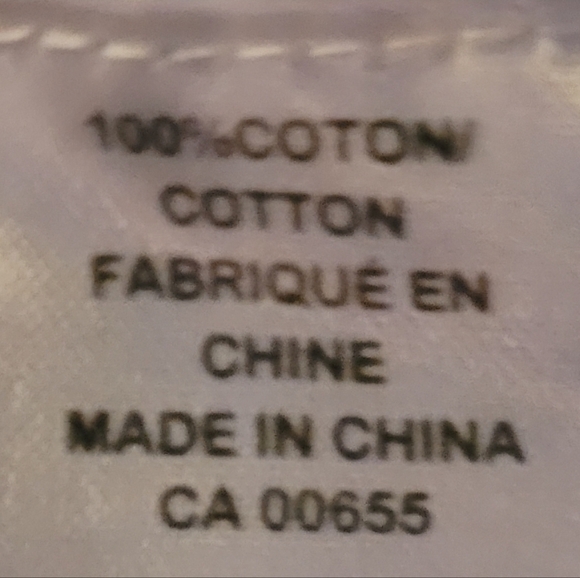 100%COTON/
COTTON
FABRIQUÉ EN
CHINE
MADE IN CHINA
CA 00655